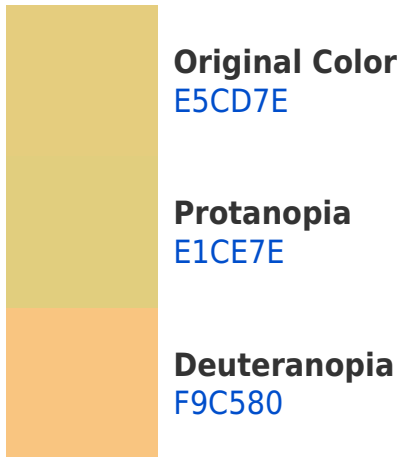 Original Color
E5CD7E
Protanopia
E1CE7E
Deuteranopia
F9C580